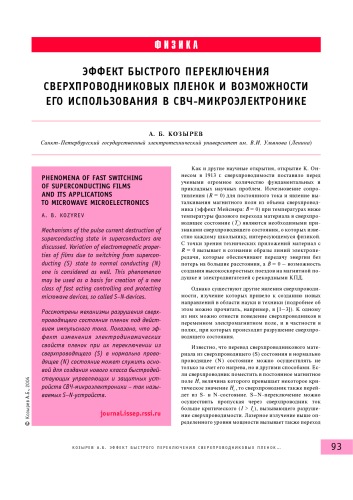 ФИЗИКА
ЭФФЕКТ БЫСТРОГО ПЕРЕКЛЮЧЕНИЯ
СВЕРХПРОВОДНИКОВЫХ ПЛЕНОК И ВОЗМОЖНОСТИ
ЕГО ИСПОЛЬЗОВАНИЯ В СВЧ-МИКРОЭЛЕКТРОНИКЕ
А. Б. КОЗЫРЕВ
Санкт-Петербургский государственный электротехнический университет им. В.И. Ульянова (Ленина)
PHENOMENA OF FAST SWITCHING
OF SUPERCONDUCTING FILMS
AND ITS APPLICATIONS
TO MICROWAVE MICROELECTRONICS
A. B. KOZYREV
Mechanisms of the pulse current destruction of
superconducting state in superconductors are
discussed. Variation of electromagnetic proper-
ties of films due to switching from supercon-
ducting (S) state to normal conducting (N)
one is considered as well. This phenomenon
may be used as a basis for creation of a new
class of fast acting controlling and protecting
microwave devices, so called S–N-devices.
Рассмотрены механизмы разрушения сверх-
проводящего состояния пленок под дейст-
вием импульсного тока. Показано, что эф-
фект изменения электродинамических
свойств пленок при их переключении из
сверхпроводящего (S) в нормально прово-
дящее (N) состояние может служить осно-
вой для создания нового класса быстродей-
ствующих управляющих и защитных уст-
ройств СВЧ-микроэлектроники – так назы-
ваемых S–N-устройств.
journal.issep.rssi.ru
© Козырев А.Б., 2006
Как и другие научные открытия, открытие К. Он-
несом в 1911 г. сверхпроводимости поставило перед
учеными огромное количество фундаментальных и
прикладных научных проблем. Исчезновение сопро-
тивления (R = 0) для постоянного тока и явление вы-
талкивания магнитного поля из объема сверхпровод-
ника (эффект Мейснера: B = 0) при температурах ниже
температуры фазового перехода материала в сверхпро-
водящее состояние (T) являются необходимыми при-
знаками сверхпроводящего состояния, о которых изве-
стно каждому школьнику, интересующемуся физикой.
С точки зрения технических приложений материал с
R = 0 вызывает в сознании образы линий электропе-
редачи, которые обеспечивают передачу энергии без
потерь на большие расстояния, а B = 0 – возможность
создания высокоскоростных поездов на магнитной по-
душке и электродвигателей с рекордными КПД.
Однако существуют другие явления сверхпроводи-
мости, изучение которых привело к созданию новых
направлений в области науки и техники (подробнее об
этом можно прочитать, например, в [1–3]). К одному
из них можно отнести поведение сверхпроводников в
переменном электромагнитном поле, и в частности в
полях, при которых происходит разрушение сверхпро-
водящего состояния.
Известно, что перевод сверхпроводникового мате-
риала из сверхпроводящего (S) состояния в нормально
проводящее (N) состояние можно осуществить не
только за счет его нагрева, но и другими способами. Ес-
ли сверхпроводник поместить в постоянное магнитное
поле H, величина которого превышает некоторое кри-
тическое значение H, то сверхпроводник также перей-
дет из S- в N-состояние. S–N-переключение можно
осуществить пропуская через сверхпроводник ток
больше критического (I > I), вызывающего разруше-
ние сверхпроводимости. Лазерное излучение выше оп-
ределенного уровня мощности вызывает также переход
КОЗЫРЕВ А.Б. ЭФФЕКТ БЫСТРОГО ПЕРЕКЛЮЧЕНИЯ СВЕРХПРОВОДНИКОВЫХ ПЛЕНОК...
93